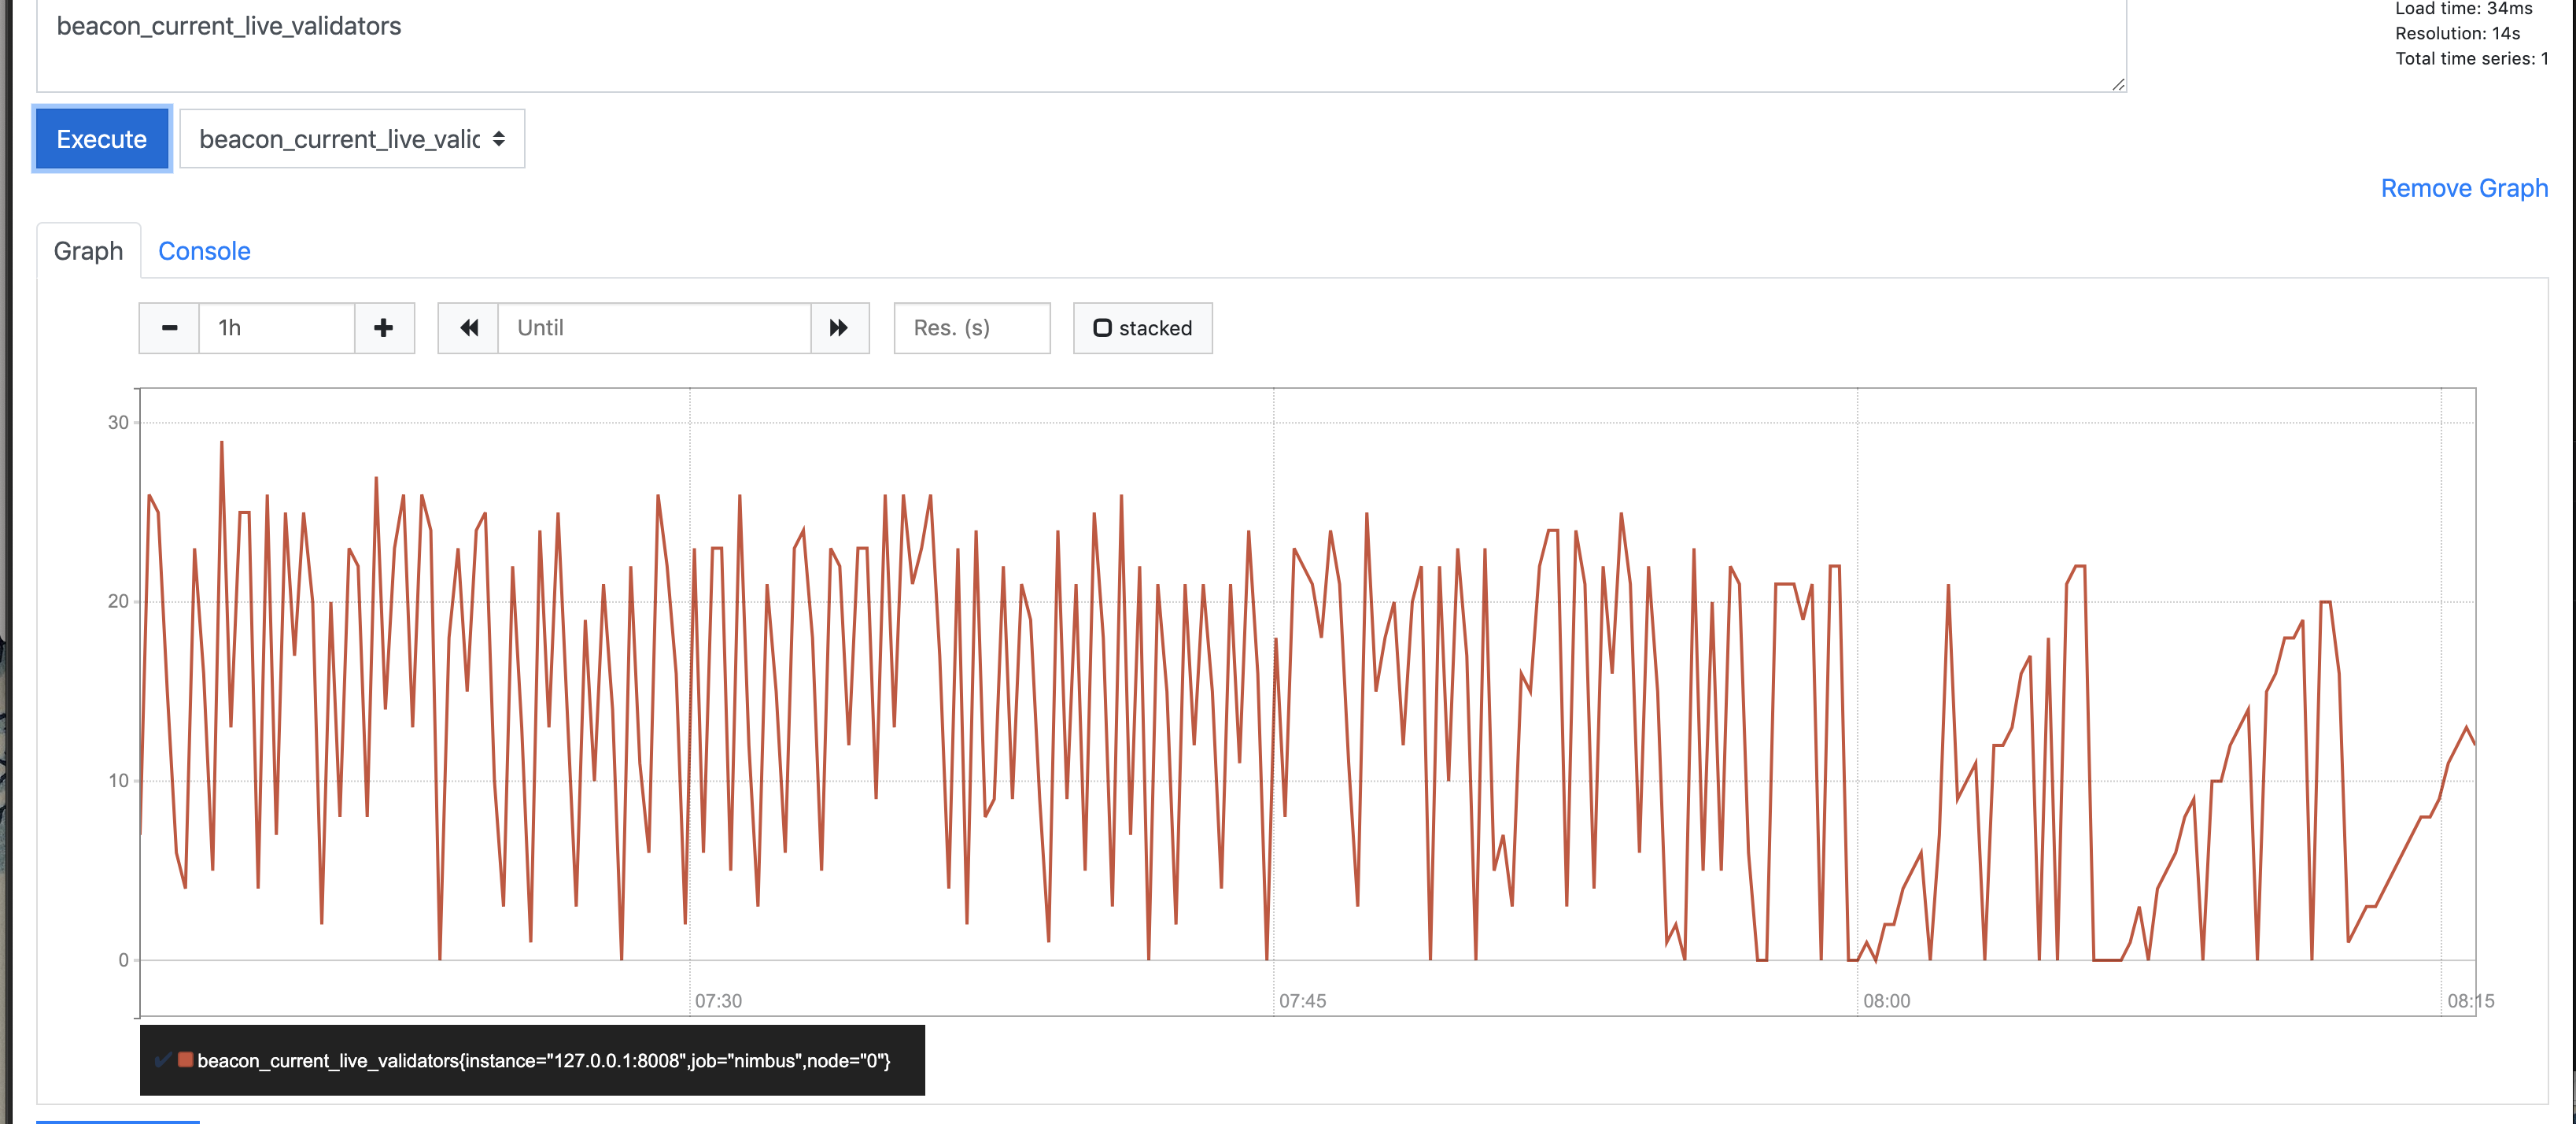 beacon_current_live_validators
Load time: 34ms
Resolution: 14s
Total time series: 1
Execute
beacon_current_live_valic
Remove Graph
Graph Console
1h Until Res. (s) stacked
30
20
10
0
07:30 07:45 08:00 08:15
beacon_current_live_validators{instance="127.0.0.1:8008",job="nimbus",node="0"}